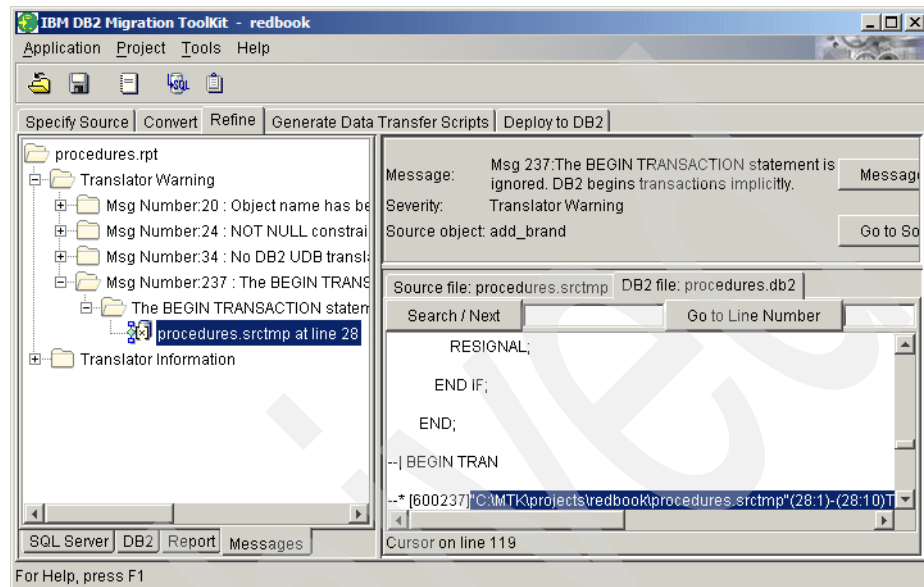 IBM DB2 Migration ToolKit - redbook
Application Project Tools Help
SQL
Specify Source Convert Refine Generate Data Transfer Scripts Deploy to DB2
procedures.rpt
Translator Warning
Msg Number:20 : Object name has be
Msg Number:24 : NOT NULL constrai
Msg Number:34 : No DB2 UDB transl
Msg Number:237 : The BEGIN TRANS
The BEGIN TRANSACTION statem
procedures.srctmp at line 28
Translator Information
SQL Server DB2 Report Messages
Message: Msg 237:The BEGIN TRANSACTION statement is
ignored. DB2 begins transactions implicitly.
Messag
Severity: Translator Warning
Source object: add_brand
Go to So
Source file: procedures.srctmp DB2 file: procedures.db2
Search / Next Go to Line Number
RESIGNAL;
END IF;
END;
--| BEGIN TRAN
--* [600237]"C:\MTK\projects\redbook\procedures.srctmp"(28:1)-(28:10)T
Cursor on line 119
For Help, press F1